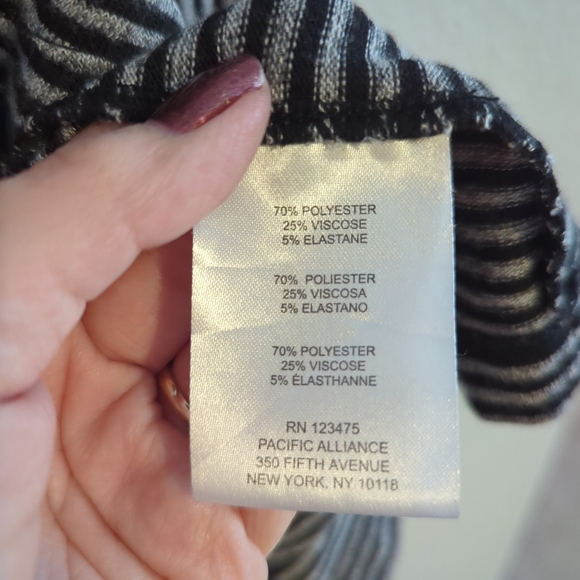 70% POLYESTER
25% VISCOSE
5% ELASTANE
70% POLIESTER
25% VISCOSA
5% ELASTANO
70% POLYESTER
25% VISCOSE
5% ÉLASTHANNE
RN 123475
PACIFIC ALLIANCE
350 FIFTH AVENUE
NEW YORK, NY 10118